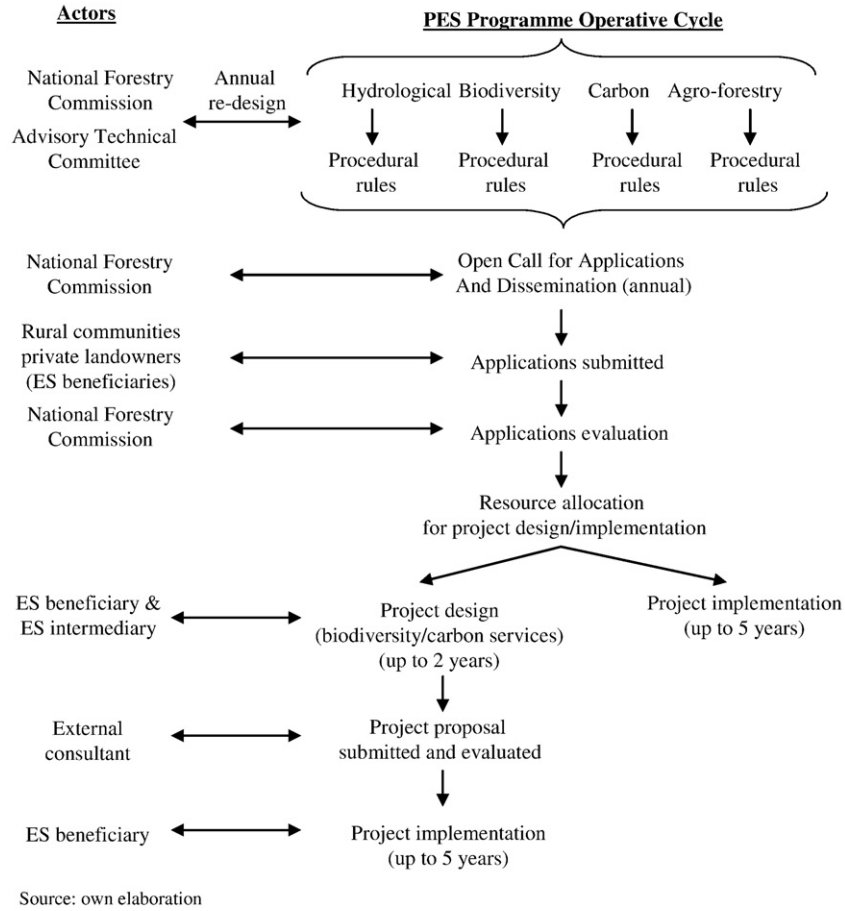 Actors
PES Programme Operative Cycle
National Forestry
Commission
Advisory Technical
Committee
Annual
re-design
Hydrological Biodiversity Carbon Agro-forestry
Procedural
rules
Procedural
rules
Procedural
rules
Procedural
rules
National Forestry
Commission
Open Call for Applications
And Dissemination (annual)
Rural communities
private landowners
(ES beneficiaries)
Applications submitted
National Forestry
Commission
Applications evaluation
Resource allocation
for project design/implementation
ES beneficiary &
ES intermediary
Project design
(biodiversity/carbon services)
(up to 2 years)
Project implementation
(up to 5 years)
External
consultant
Project proposal
submitted and evaluated
ES beneficiary
Project implementation
(up to 5 years)
Source: own elaboration